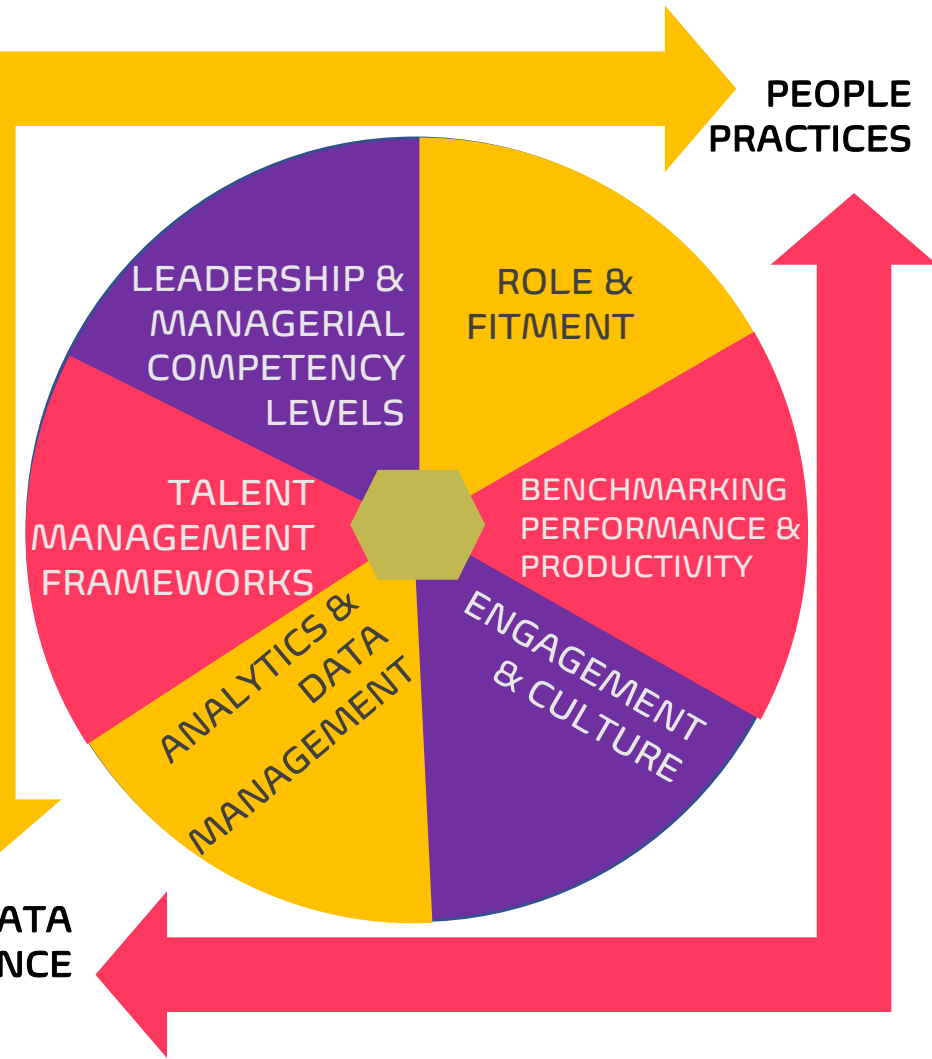 PEOPLE
PRACTICES
LEADERSHIP &
MANAGERIAL
COMPETENCY
LEVELS
ROLE &
FITMENT
TALENT
MANAGEMENT
FRAMEWORKS
BENCHMARKING
PERFORMANCE &
PRODUCTIVITY
ANALYTICS &
DATA
MANAGEMENT
ENGAGEMENT
& CULTURE
ATA
NCE